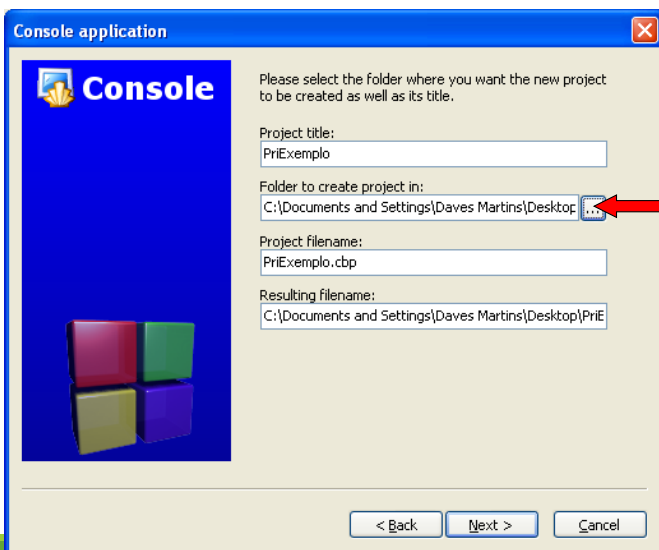 Console application
Console
Please select the folder where you want the new project
to be created as well as its title.
Project title:
PriExemplo
Folder to create project in:
C:\Documents and Settings\Daves Martins\Desktop
...
Project filename:
PriExemplo.cbp
Resulting filename:
C:\Documents and Settings\Daves Martins\Desktop\PriE
< Back
Next >
Cancel